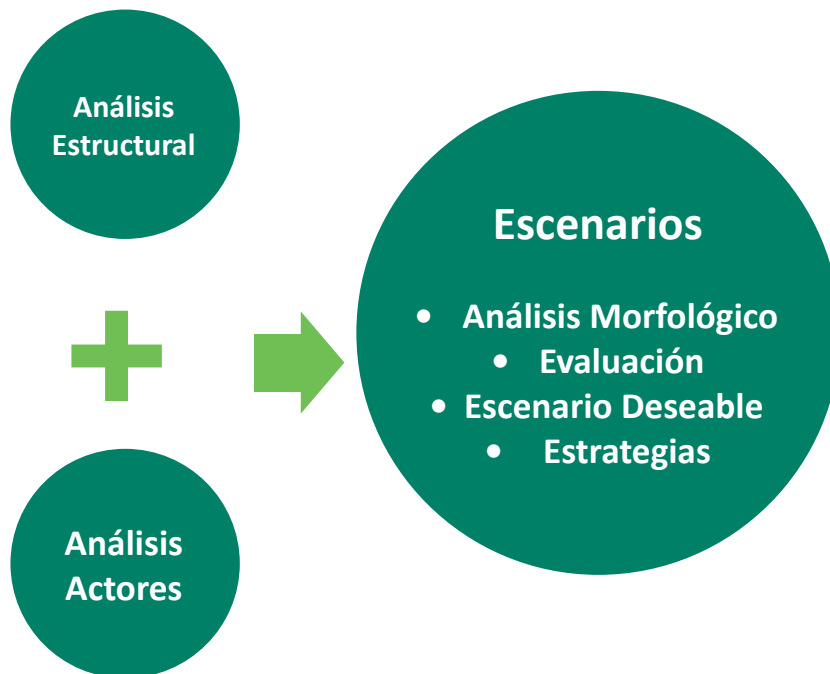 Análisis
Estructural
Análisis
Actores
Escenarios
• Análisis Morfológico
• Evaluación
• Escenario Deseable
• Estrategias